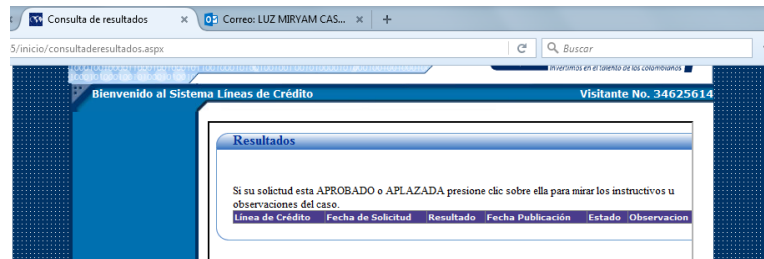 Consulta de resultados × Correo: LUZ MIRYAM CAS... × +
5/inicio/consultaderesultados.aspx Buscar
Invertimos en el talento de los colombianos
Bienvenido al Sistema Líneas de Crédito Visitante No. 34625614
Resultados
Si su solictud esta APROBADO o APLAZADA presione clic sobre ella para mirar los instructivos u
observaciones del caso.
Línea de Crédito Fecha de Solicitud Resultado Fecha Publicación Estado Observacion